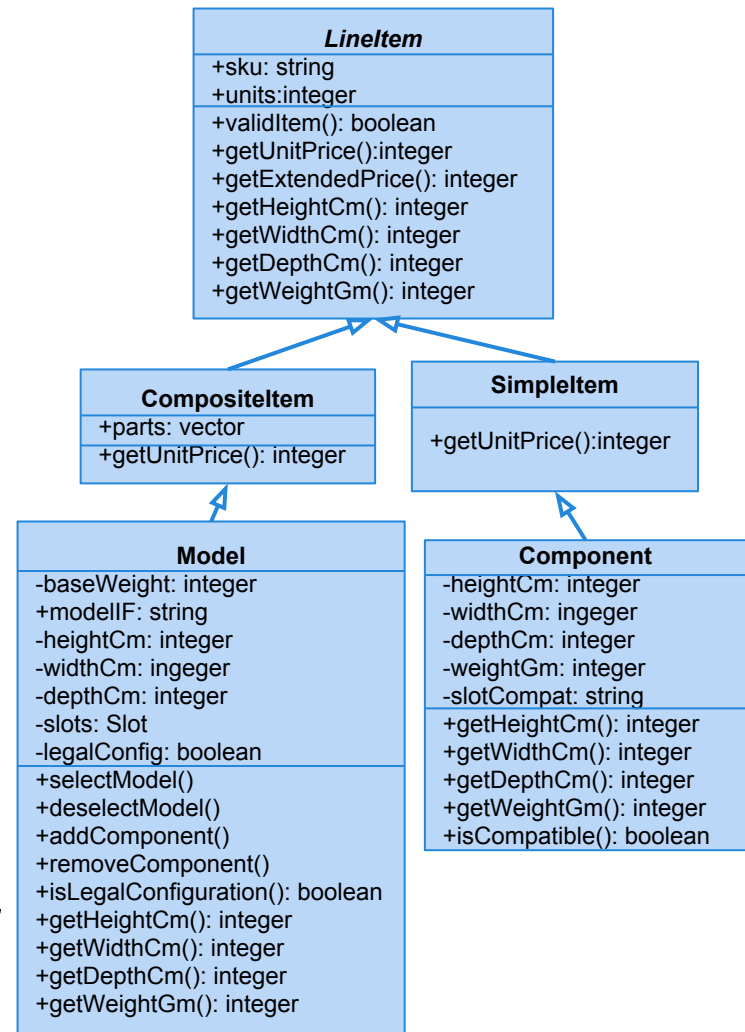 LineItem
+sku: string
+units:integer
+validItem(): boolean
+getUnitPrice():integer
+getExtendedPrice(): integer
+getHeightCm(): integer
+getWidthCm(): integer
+getDepthCm(): integer
+getWeightGm(): integer
CompositeItem
+parts: vector
+getUnitPrice(): integer
SimpleItem
+getUnitPrice():integer
Model
-baseWeight: integer
+modelIF: string
-heightCm: integer
-widthCm: ingeger
-depthCm: integer
-slots: Slot
-legalConfig: boolean
+selectModel()
+deselectModel()
+addComponent()
+removeComponent()
+isLegalConfiguration(): boolean
+getHeightCm(): integer
+getWidthCm(): integer
+getDepthCm(): integer
+getWeightGm(): integer
Component
-heightCm: integer
-widthCm: ingeger
-depthCm: integer
-weightGm: integer
-slotCompat: string
+getHeightCm(): integer
+getWidthCm(): integer
+getDepthCm(): integer
+getWeightGm(): integer
+isCompatible(): boolean